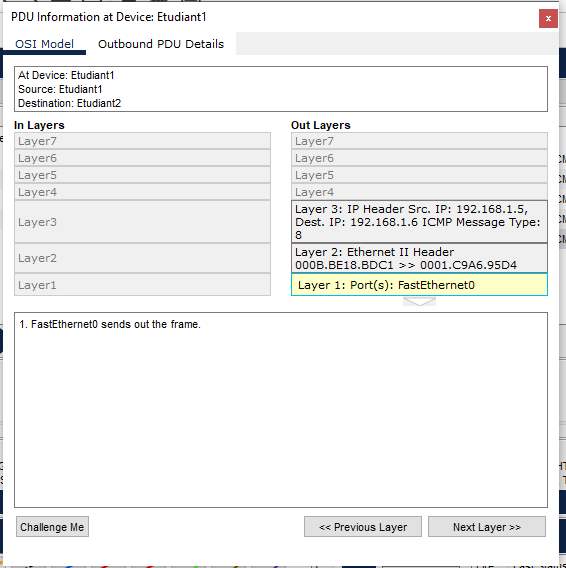 PDU Information at Device: Etudiant1
x
OSI Model Outbound PDU Details
At Device: Etudiant1
Source: Etudiant1
Destination: Etudiant2
In Layers
Layer7
Layer6
Layer5
Layer4
Layer3
Layer2
Layer1
Out Layers
Layer7
Layer6
Layer5
Layer4
Layer 3: IP Header Src. IP: 192.168.1.5,
Dest. IP: 192.168.1.6 ICMP Message Type:
8
Layer 2: Ethernet II Header
000B.BE18.BDC1 >> 0001.C9A6.95D4
Layer 1: Port(s): FastEthernet0
1. FastEthernet0 sends out the frame.
Challenge Me
<< Previous Layer
Next Layer >>